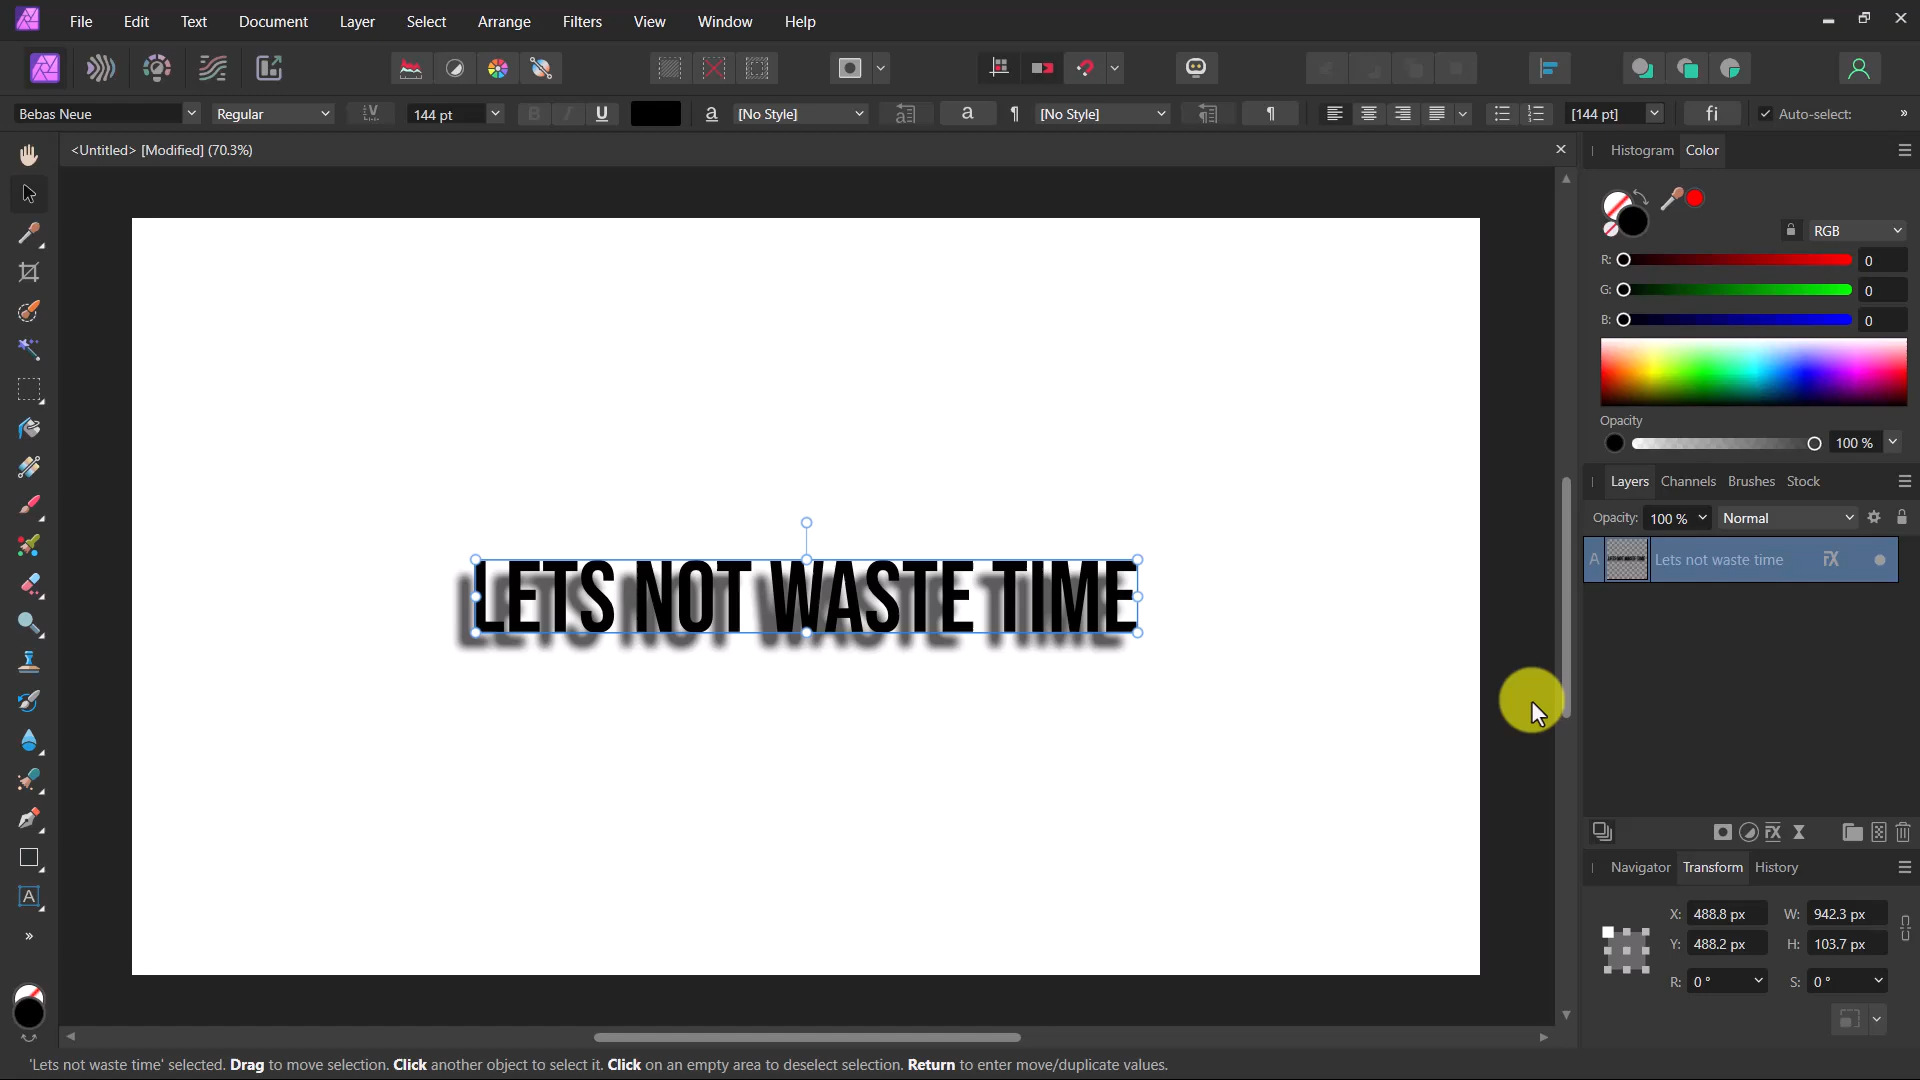 File Edit Text Document Layer Select Arrange Filters View Window Help
Bebas Neue Regular 144 pt B I U a [No Style] a ¶ [No Style] ¶ [144 pt] fi Auto-select: »
<Untitled> [Modified] (70.3%)
Histogram Color
RGB
R: 0
G: 0
B: 0
Opacity
100 %
Layers Channels Brushes Stock
Opacity: 100 % Normal
A Lets not waste time FX
LETS NOT WASTE TIME
FX
Navigator Transform History
X: 488.8 px W: 942.3 px
Y: 488.2 px H: 103.7 px
R: 0 ° S: 0 °
A
»
'Lets not waste time' selected. Drag to move selection. Click another object to select it. Click on an empty area to deselect selection. Return to enter move/duplicate values.